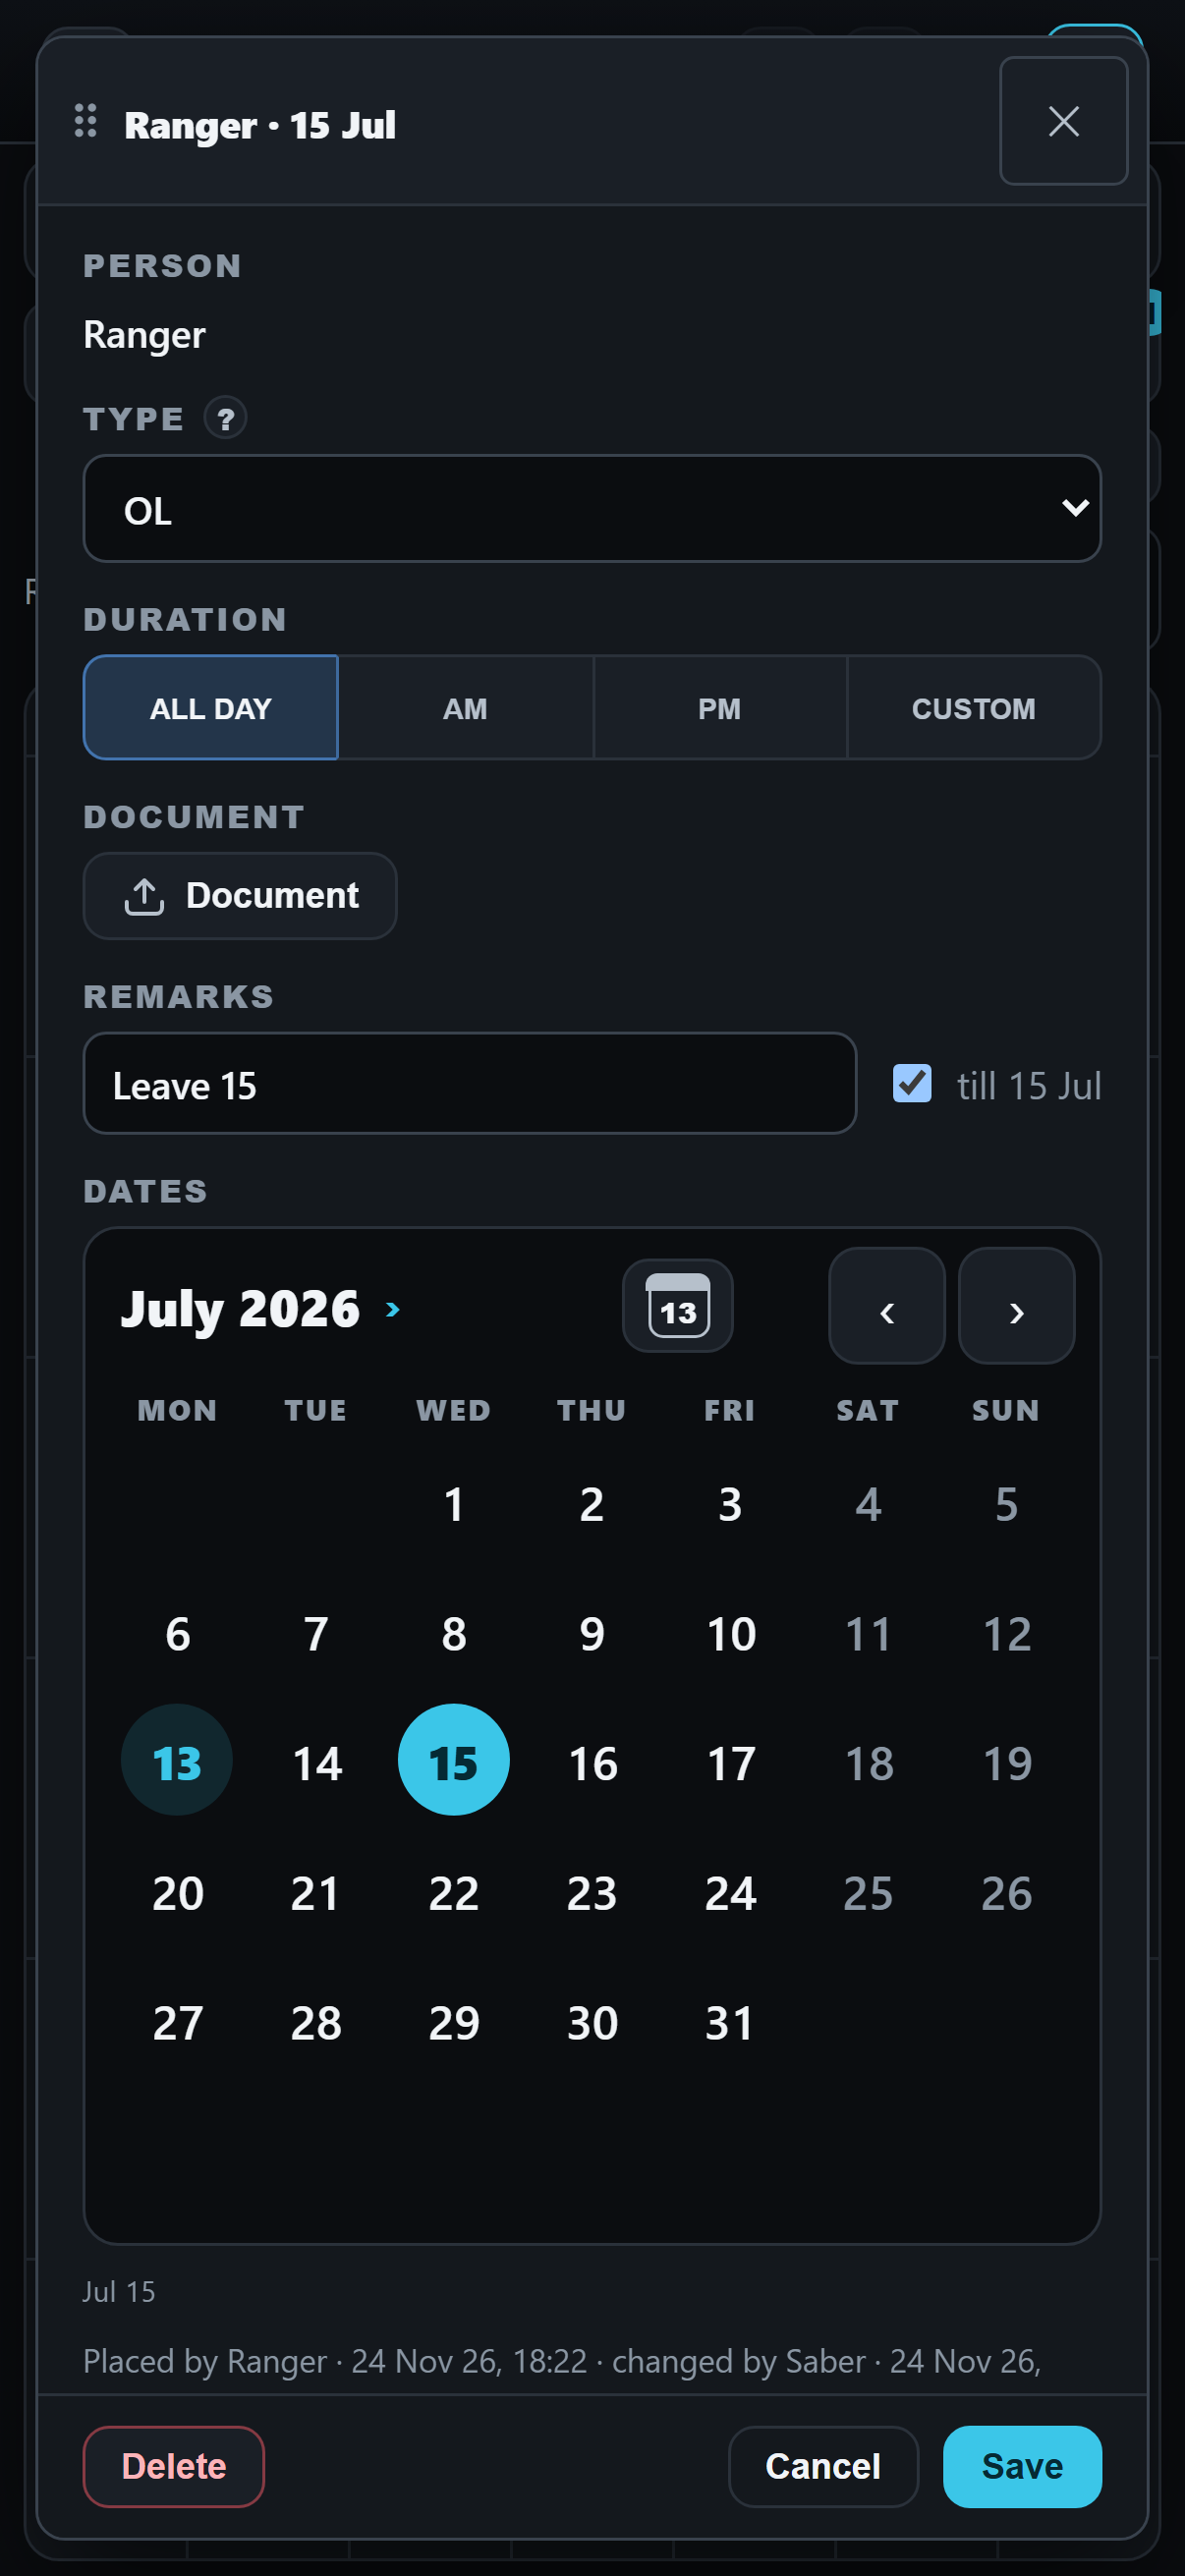 Ranger · 15 Jul
PERSON
Ranger
TYPE ?
OL
DURATION
ALL DAY AM PM CUSTOM
DOCUMENT
Document
REMARKS
Leave 15 till 15 Jul
DATES
July 2026 › 13 ‹ ›
MON TUE WED THU FRI SAT SUN
1 2 3 4 5
6 7 8 9 10 11 12
13 14 15 16 17 18 19
20 21 22 23 24 25 26
27 28 29 30 31
Jul 15
Placed by Ranger · 24 Nov 26, 18:22 · changed by Saber · 24 Nov 26,
Delete Cancel Save